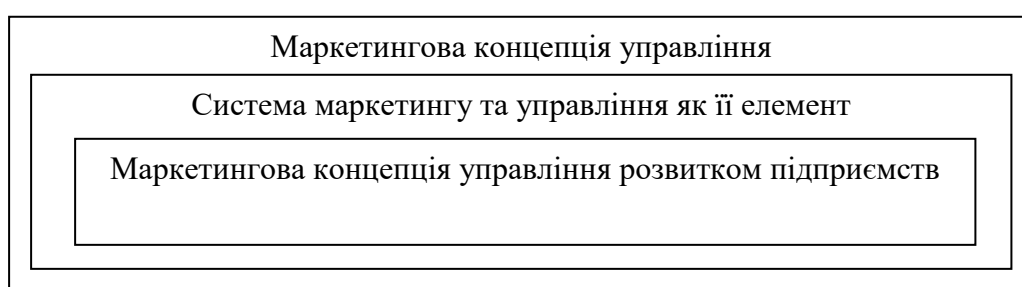 Маркетингова концепція управління
Система маркетингу та управління як її елемент
Маркетингова концепція управління розвитком підприємств